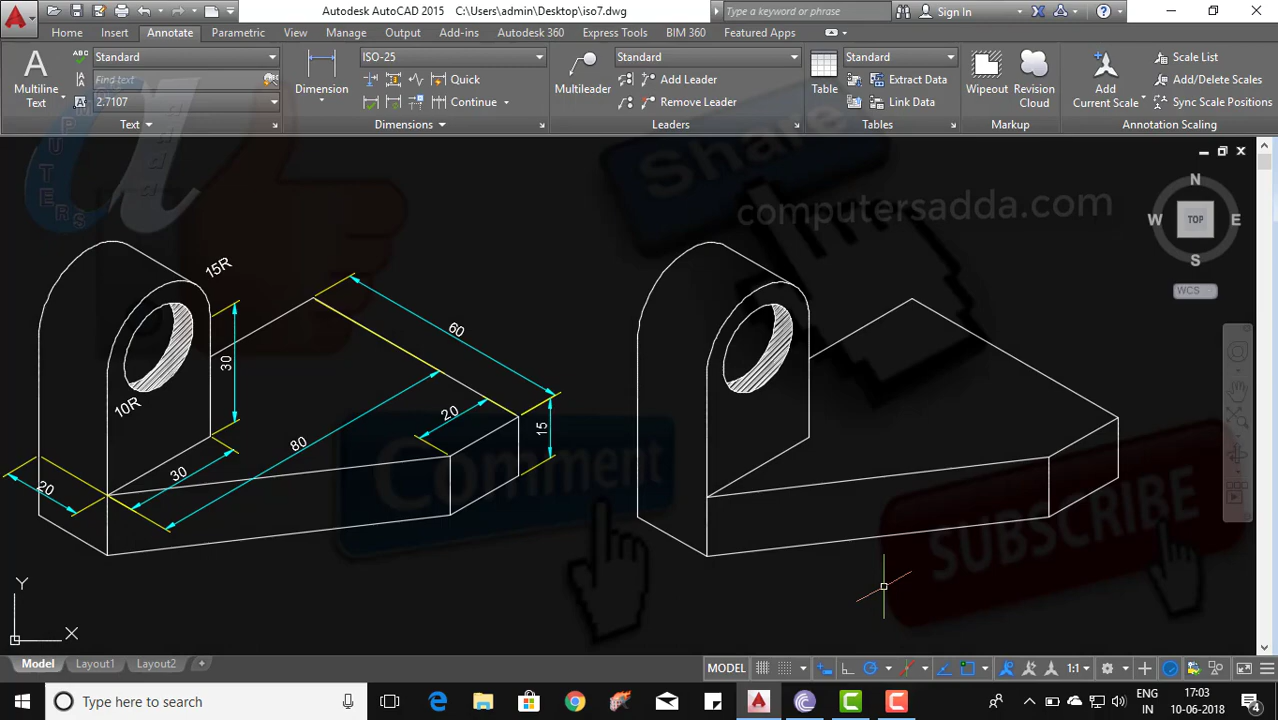 Autodesk AutoCAD 2015 C:\Users\admin\Desktop\iso7.dwg
Type a keyword or phrase
Sign In
Home Insert Annotate Parametric View Manage Output Add-ins Autodesk 360 Express Tools BIM 360 Featured Apps
A
Multiline
Text
ABC
Standard
Find text
2.7107
Text
Dimension
ISO-25
Quick
Continue
Dimensions
Multileader
Standard
Add Leader
Remove Leader
Leaders
Table
Standard
Extract Data
Link Data
Tables
Wipeout
Revision
Cloud
Markup
Add
Current Scale
Scale List
Add/Delete Scales
Sync Scale Positions
Annotation Scaling
Share
computersadda.com
N
W TOP E
S
WCS
15R
60
30
10R
20
15
80
30
20
Comment
SUBSCRIBE
Y
X
Model Layout1 Layout2 +
MODEL
1:1
Type here to search
ENG
IN
17:03
10-06-2018
4